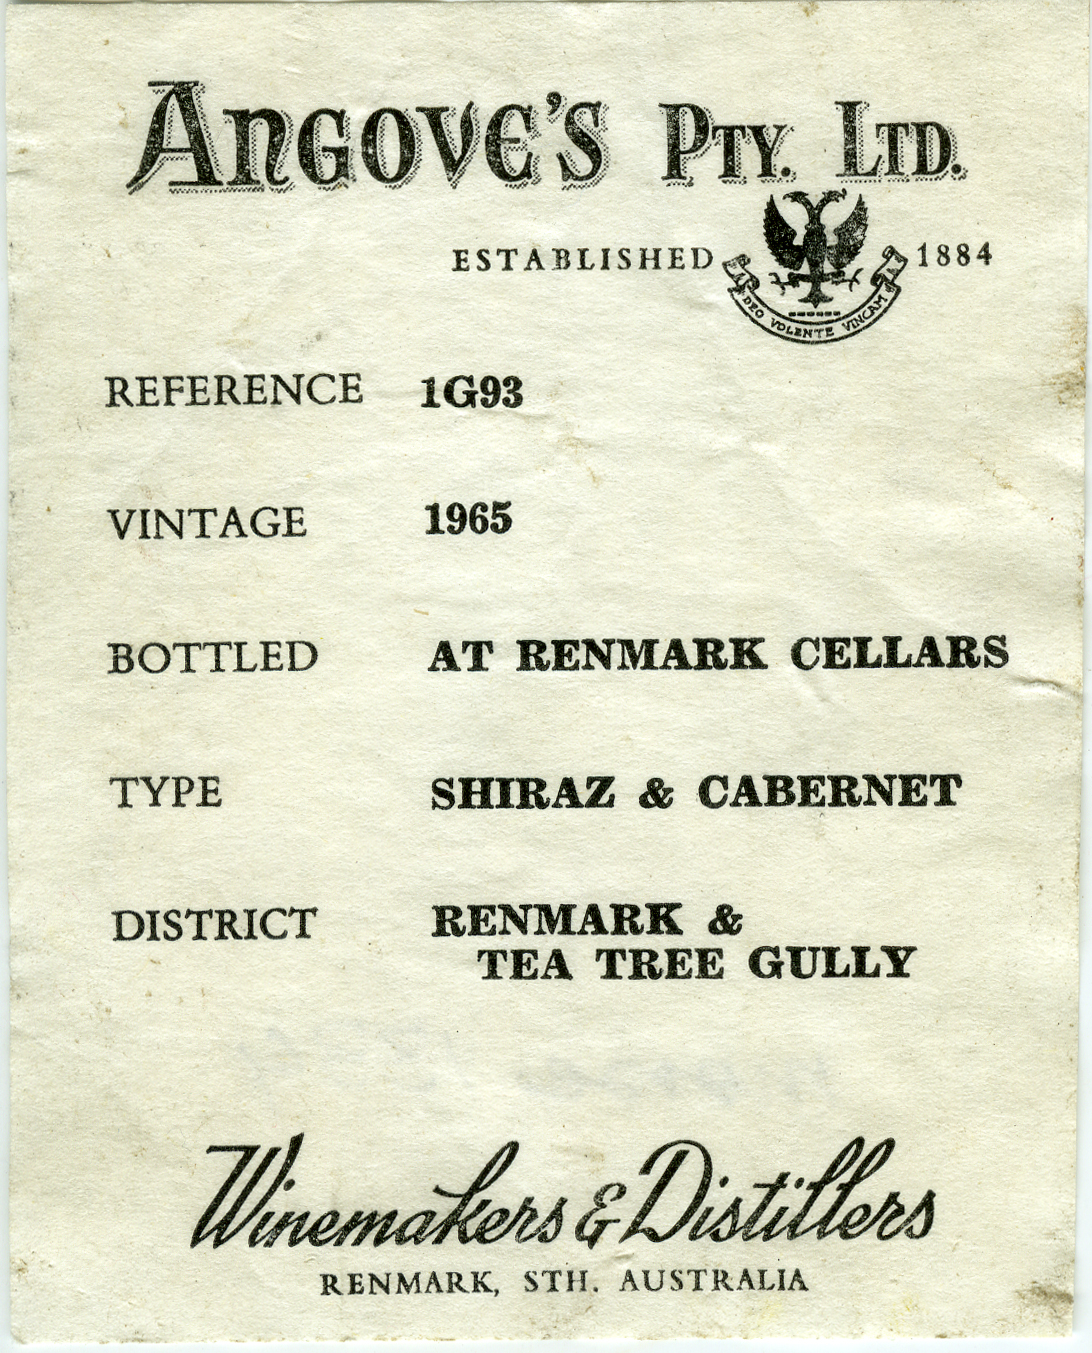 ANGOVE'S PTY. LTD.
ESTABLISHED 1884
DEO VOLENTE VINCAM
REFERENCE 1G93
VINTAGE 1965
BOTTLED AT RENMARK CELLARS
TYPE SHIRAZ & CABERNET
DISTRICT RENMARK &
TEA TREE GULLY
Winemakers & Distillers
RENMARK, STH. AUSTRALIA